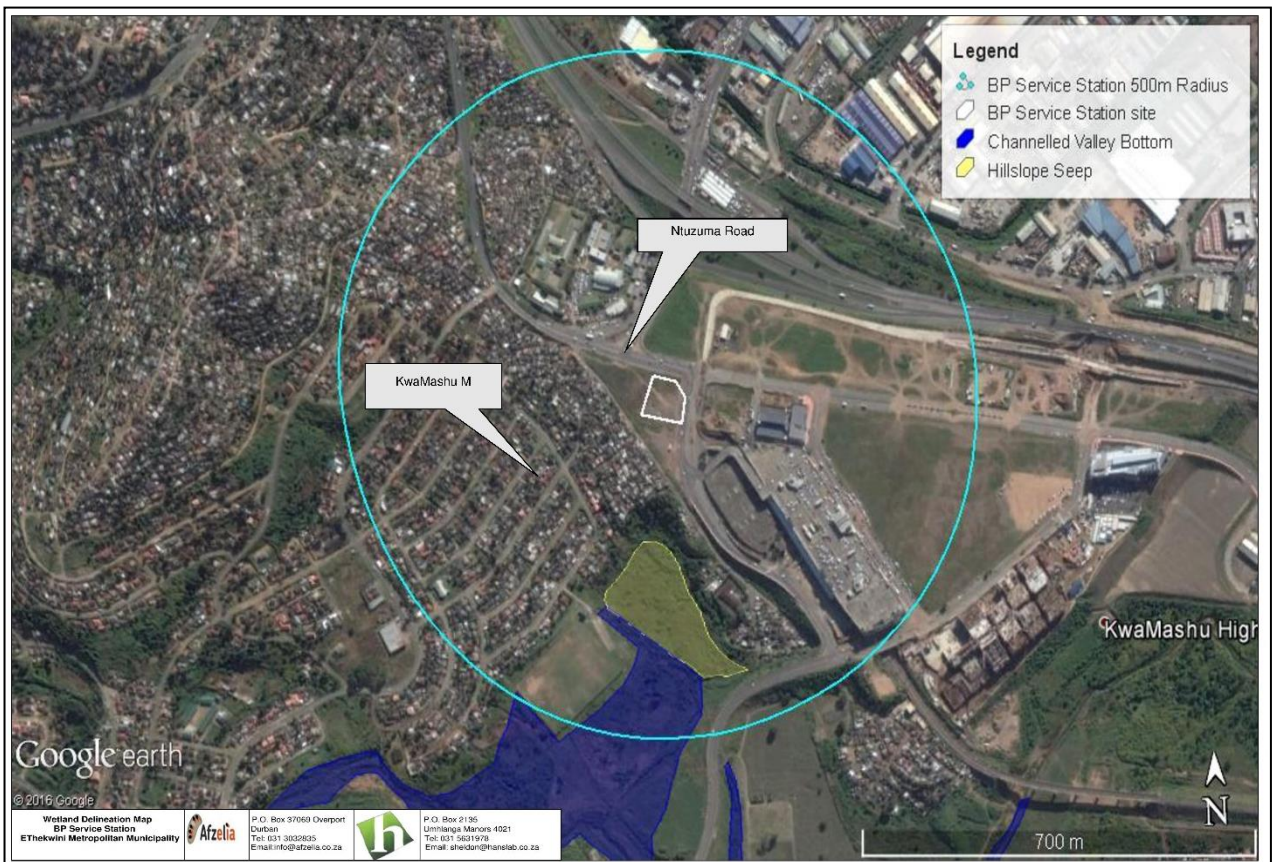 Legend
BP Service Station 500m Radius
BP Service Station site
Channelled Valley Bottom
Hillslope Seep
Ntuzuma Road
KwaMashu M
KwaMashu High
Google earth
© 2016 Google
N
700 m
Wetland Delineation Map
BP Service Station
EThekwini Metropolitan Municipality
Afzelia
P.O. Box 37069 Overport
Durban
Tel: 031 3032835
Email:info@afzelia.co.za
h
P.O. Box 2135
Umhlanga Manors 4021
Tel: 031 5631978
Email: sheldon@hanslab.co.za